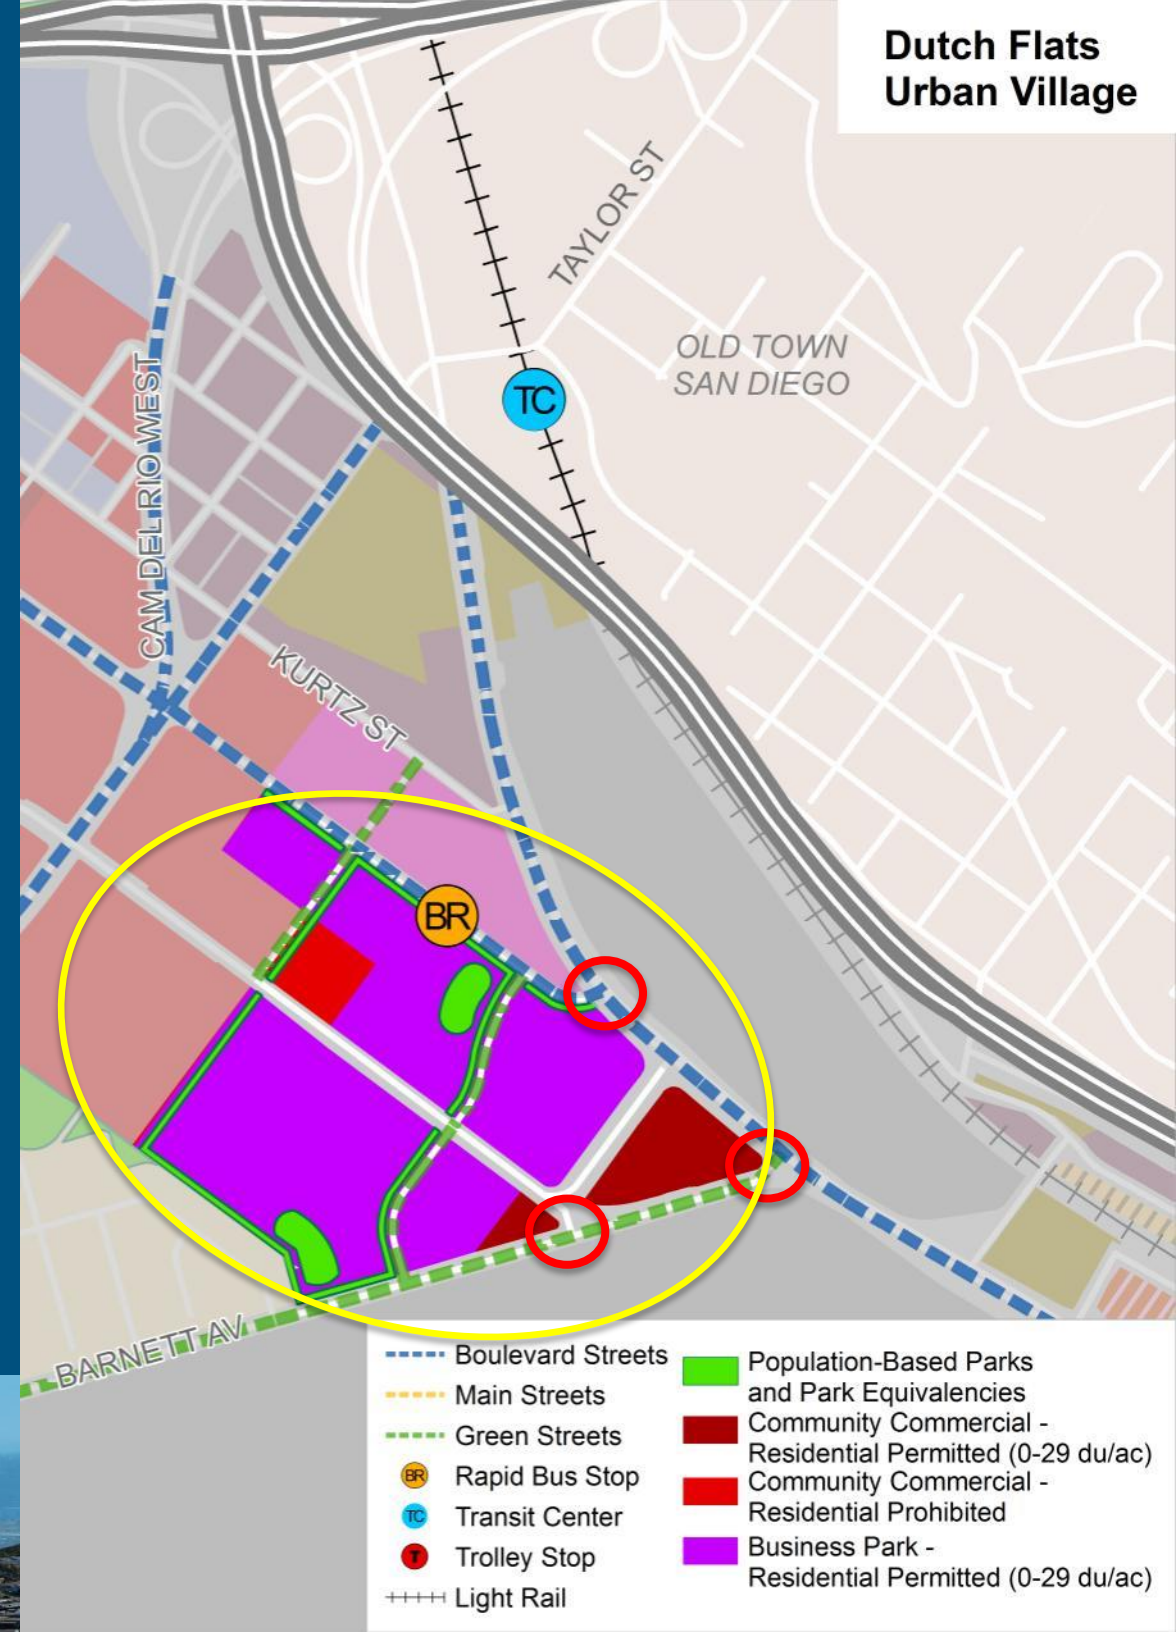 Dutch Flats
Urban Village
TAYLOR ST
OLD TOWN
SAN DIEGO
TC
CAM DEL RIO WEST
KURTZ ST
BR
BARNETT AV
Boulevard Streets
Main Streets
Green Streets
BR Rapid Bus Stop
TC Transit Center
T Trolley Stop
Light Rail
Population-Based Parks
and Park Equivalencies
Community Commercial -
Residential Permitted (0-29 du/ac)
Community Commercial -
Residential Prohibited
Business Park -
Residential Permitted (0-29 du/ac)